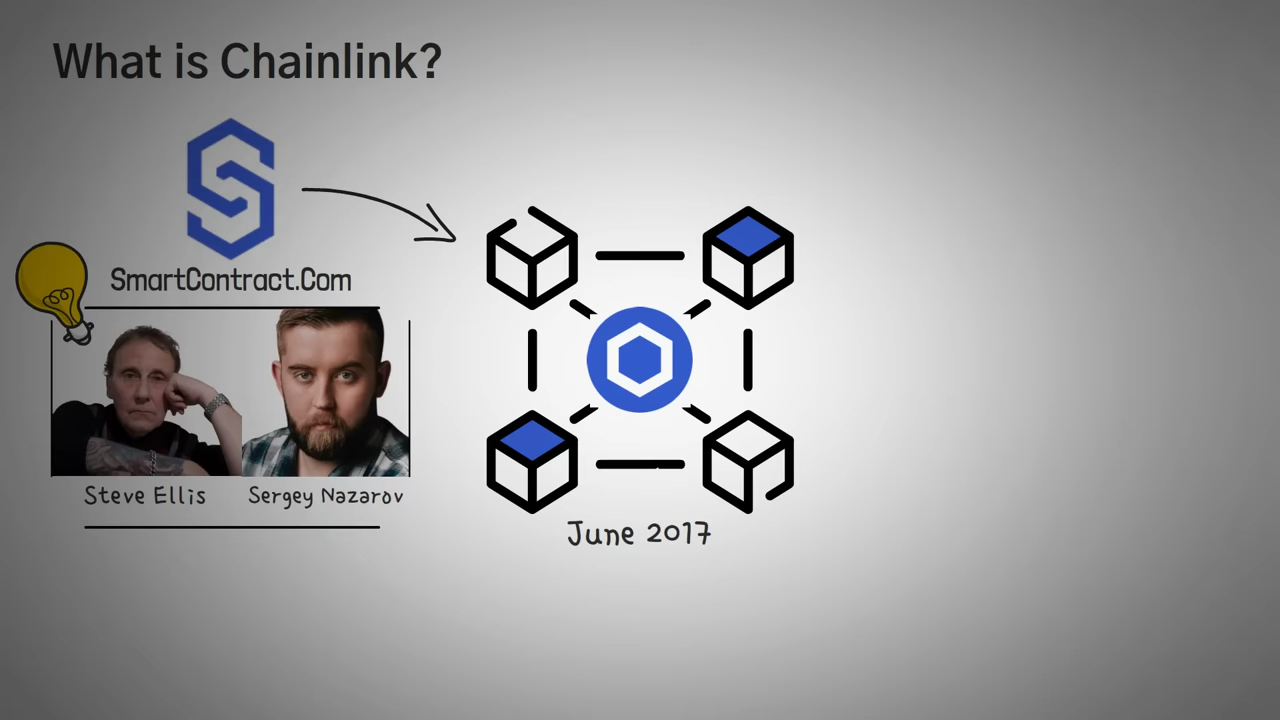 What is Chainlink?
SmartContract.Com
Steve Ellis
Sergey Nazarov
June 2017